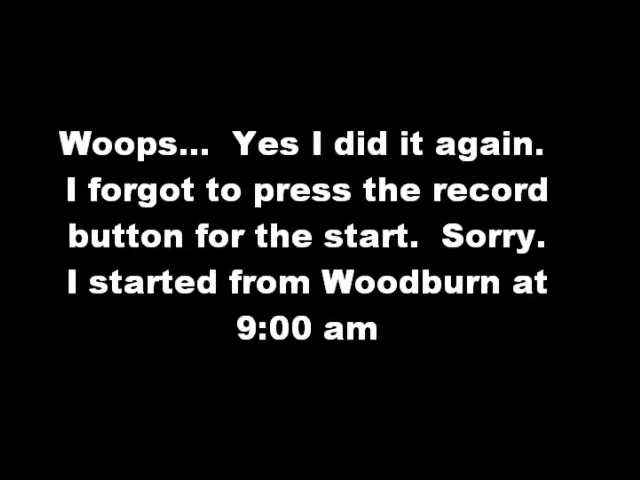 Woops...  Yes I did it again.
I forgot to press the record
button for the start.  Sorry.
I started from Woodburn at
9:00 am